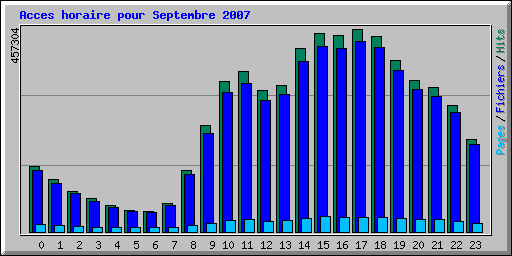 Acces horaire pour Septembre 2007
457304
Pages / Fichiers / Hits
0 1 2 3 4 5 6 7 8 9 10 11 12 13 14 15 16 17 18 19 20 21 22 23